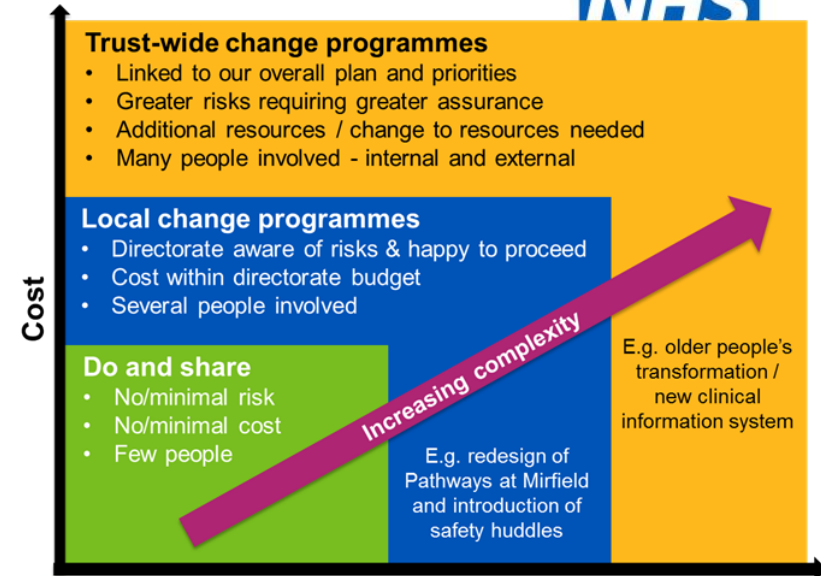 NHS
Trust-wide change programmes
• Linked to our overall plan and priorities
• Greater risks requiring greater assurance
• Additional resources / change to resources needed
• Many people involved - internal and external
Local change programmes
• Directorate aware of risks & happy to proceed
• Cost within directorate budget
• Several people involved
Do and share
• No/minimal risk
• No/minimal cost
• Few people
Cost
Increasing complexity
E.g. redesign of
Pathways at Mirfield
and introduction of
safety huddles
E.g. older people's
transformation /
new clinical
information system